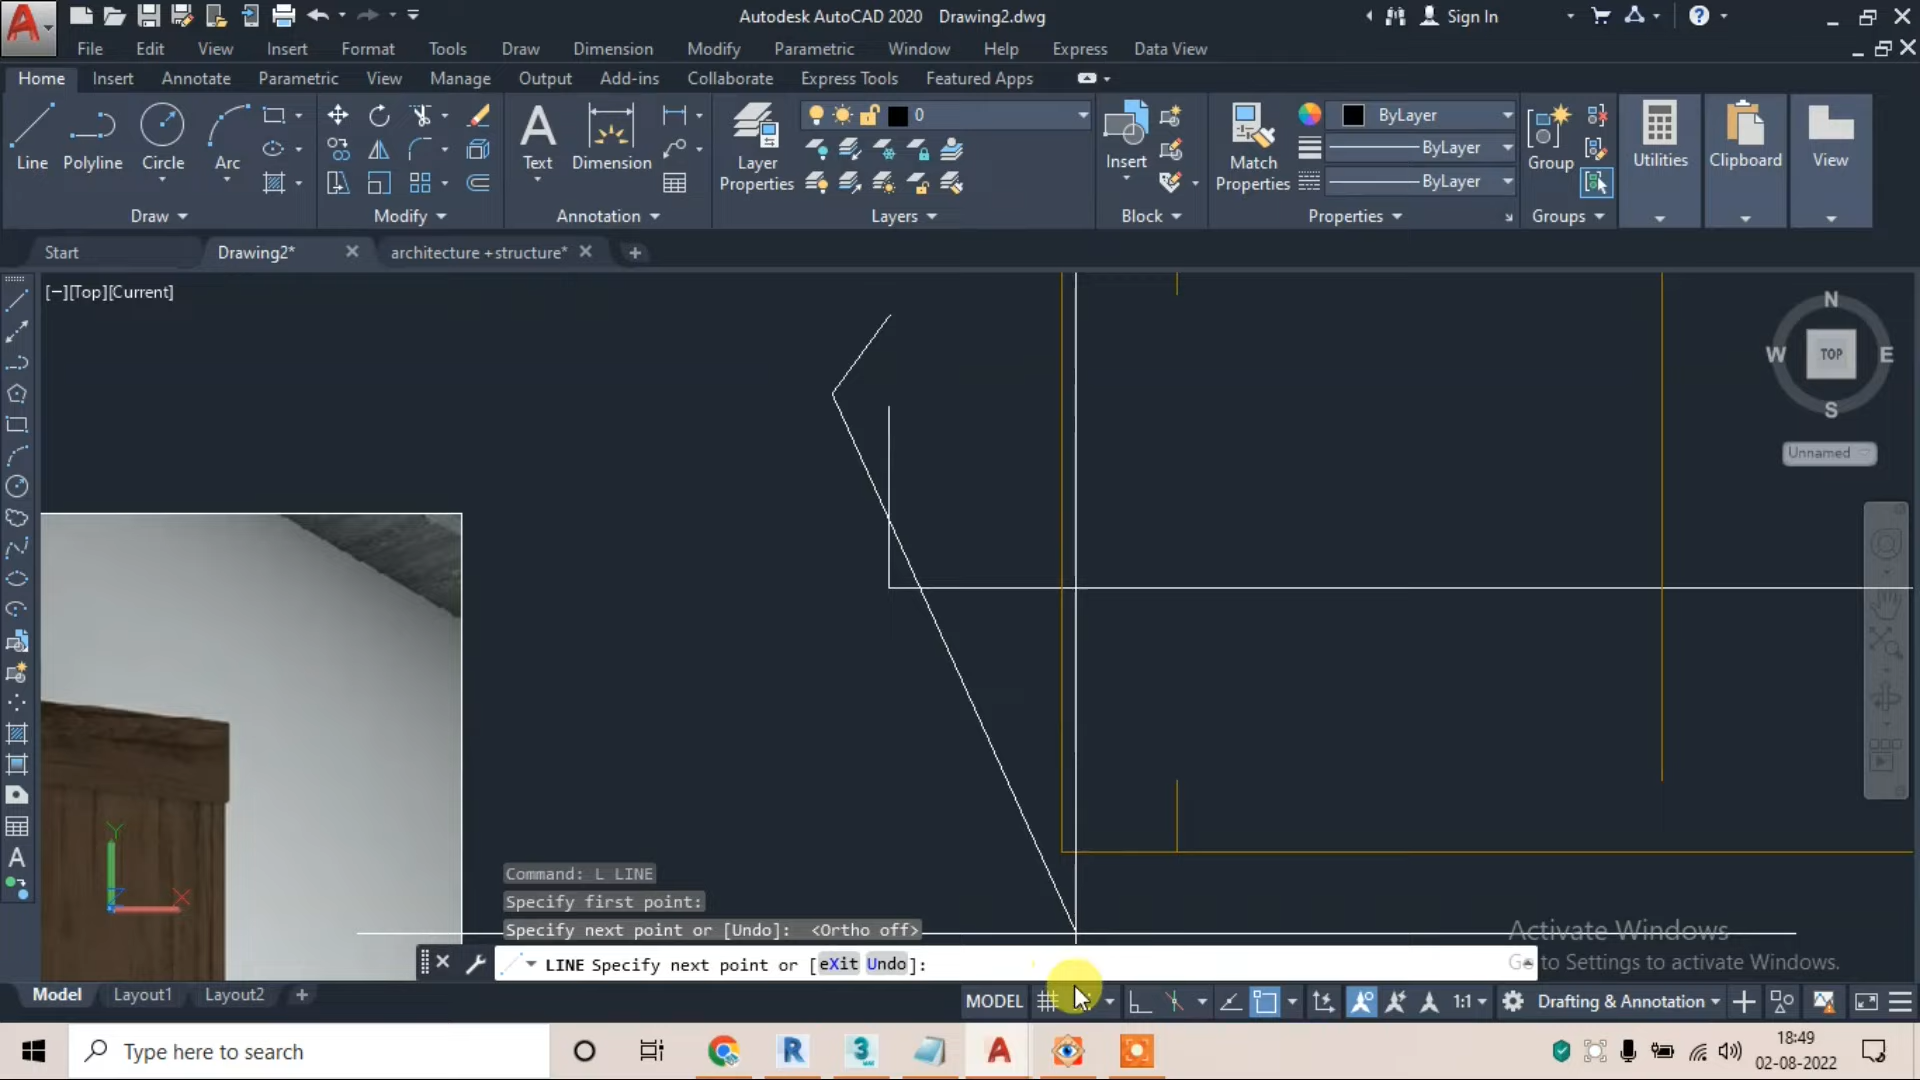 Autodesk AutoCAD 2020 Drawing2.dwg
Sign In
File Edit View Insert Format Tools Draw Dimension Modify Parametric Window Help Express Data View
Home Insert Annotate Parametric View Manage Output Add-ins Collaborate Express Tools Featured Apps
0
ByLayer
ByLayer
ByLayer
Line Polyline Circle Arc
Text Dimension
Layer Properties
Insert
Match Properties
Group
Utilities Clipboard View
Draw Modify Annotation Layers Block Properties Groups
Start Drawing2* architecture +structure*
[−][Top][Current]
N
W TOP E
S
Unnamed
Y
X
Command: L LINE
Specify first point:
Specify next point or [Undo]: <Ortho off>
LINE Specify next point or [eXit Undo]:
Activate Windows
Go to Settings to activate Windows.
Model Layout1 Layout2
MODEL 1:1 Drafting & Annotation
Type here to search
18:49
02-08-2022